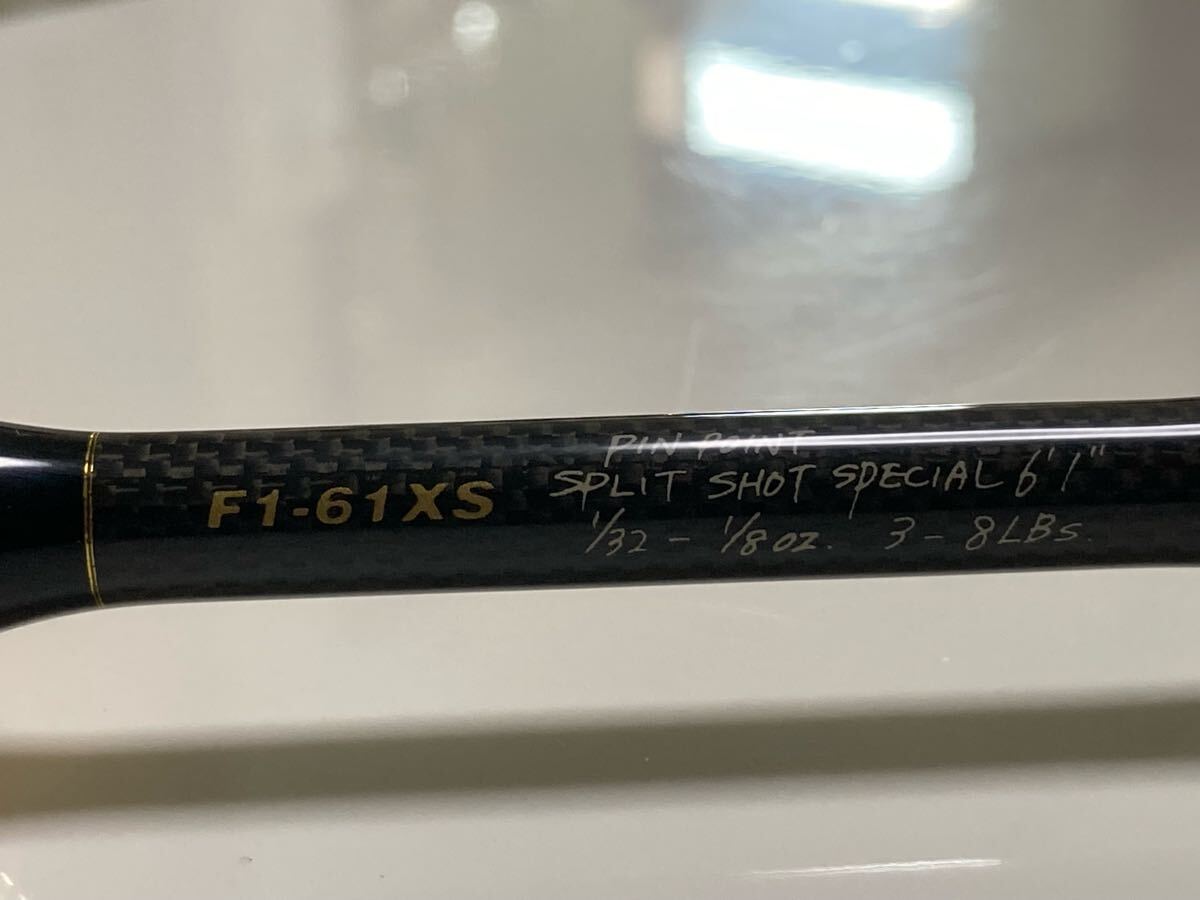 F1-61XS
PIN POINT
SPLIT SHOT SPECIAL 6'1"
1/32 - 1/8 oz. 3 - 8LBS.